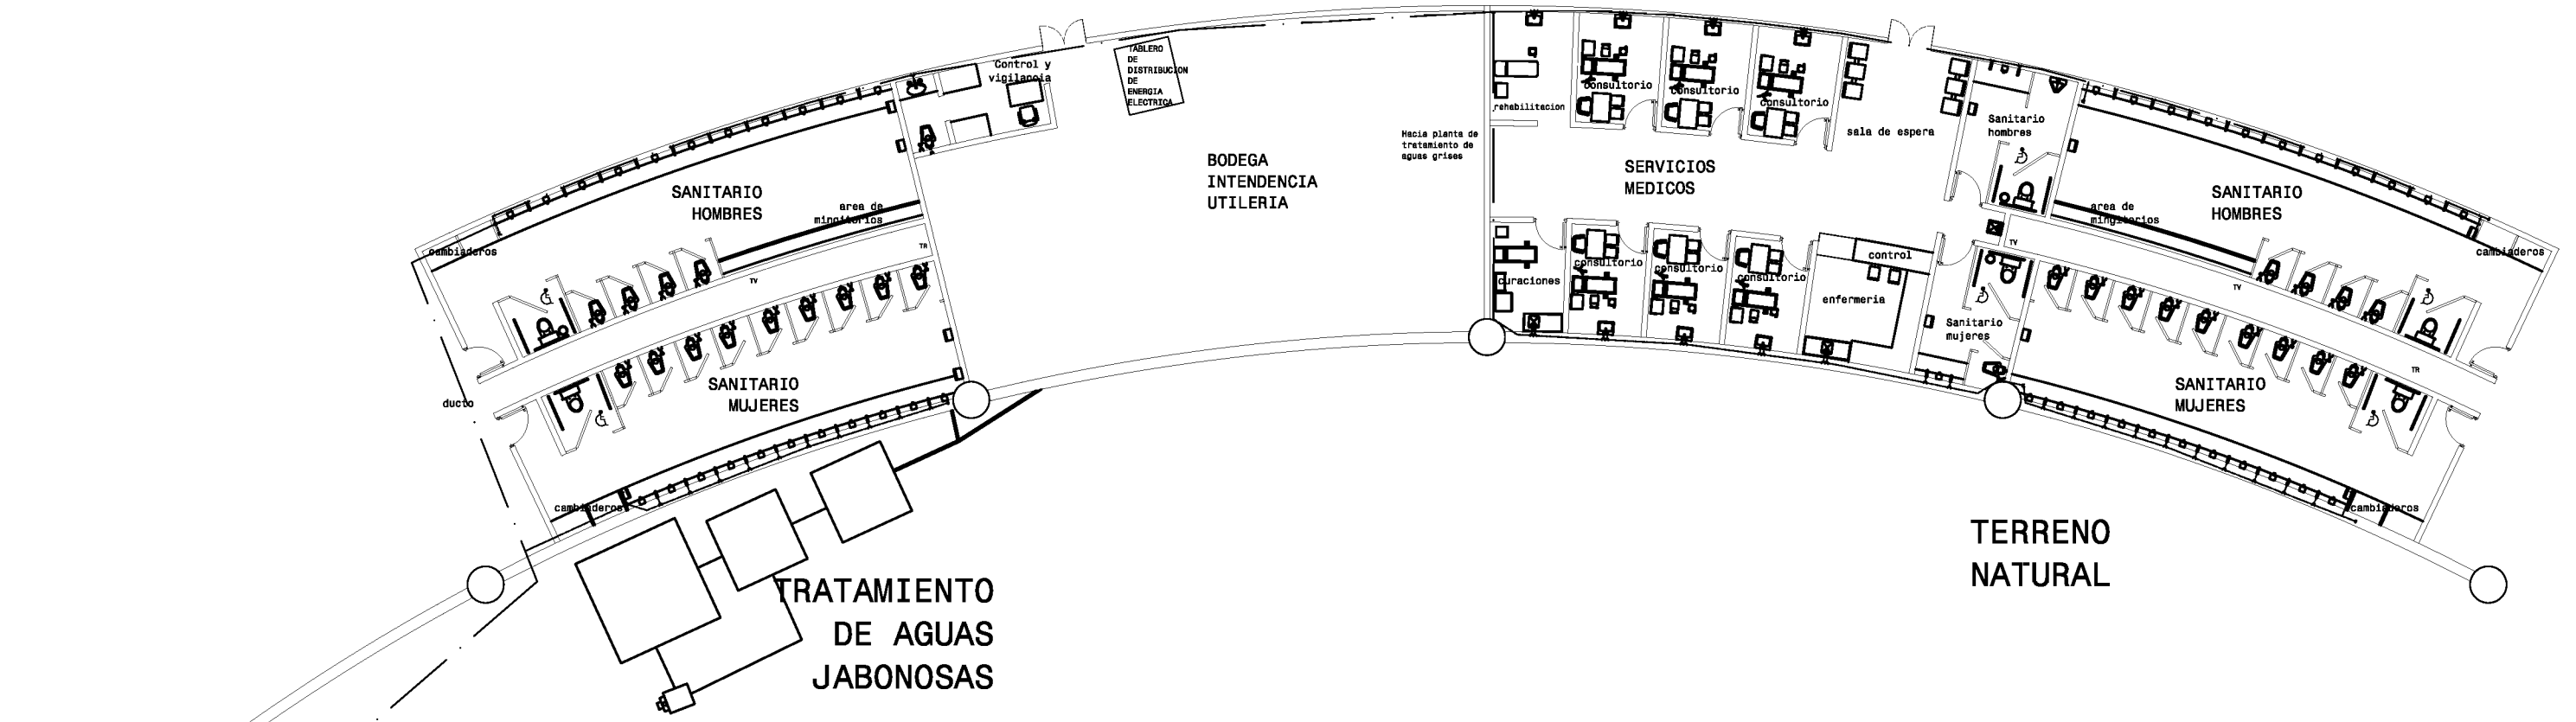 TABLERO
DE
DISTRIBUCION
DE
ENERGIA
ELECTRICA
Control y
vigilancia
SANITARIO
HOMBRES
area de
mingitorios
cambiaderos
TR
TV
ducto
SANITARIO
MUJERES
cambiaderos
BODEGA
INTENDENCIA
UTILERIA
Hacia planta de
tratamiento de
aguas grises
rehabilitacion
consultorio
consultorio
consultorio
sala de espera
SERVICIOS
MEDICOS
curaciones
consultorio
consultorio
consultorio
control
enfermeria
Sanitario
hombres
Sanitario
mujeres
TV
SANITARIO
HOMBRES
area de
mingitorios
cambiaderos
TV
TR
SANITARIO
MUJERES
cambiaderos
TERRENO
NATURAL
TRATAMIENTO
DE AGUAS
JABONOSAS